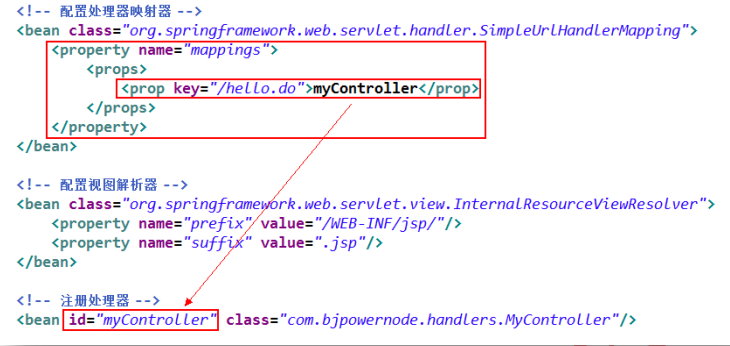 <!-- 配置处理器映射器 -->
<bean class="org.springframework.web.servlet.handler.SimpleUrlHandlerMapping">
<property name="mappings">
<props>
<prop key="/hello.do">myController</prop>
</props>
</property>
</bean>
<!-- 配置视图解析器 -->
<bean class="org.springframework.web.servlet.view.InternalResourceViewResolver">
<property name="prefix" value="/WEB-INF/jsp/"/>
<property name="suffix" value=".jsp"/>
</bean>
<!-- 注册处理器 -->
<bean id="myController" class="com.bjpowernode.handlers.MyController"/>